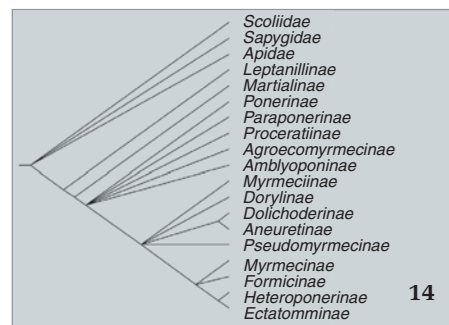 Scoliidae
Sapygidae
Apidae
Leptanillinae
Martialinae
Ponerinae
Paraponerinae
Proceratiinae
Agroecomyrmecinae
Amblyoponinae
Myrmeciinae
Dorylinae
Dolichoderinae
Aneuretinae
Pseudomyrmecinae
Myrmecinae
Formicinae
Heteroponerinae
Ectatomminae
14